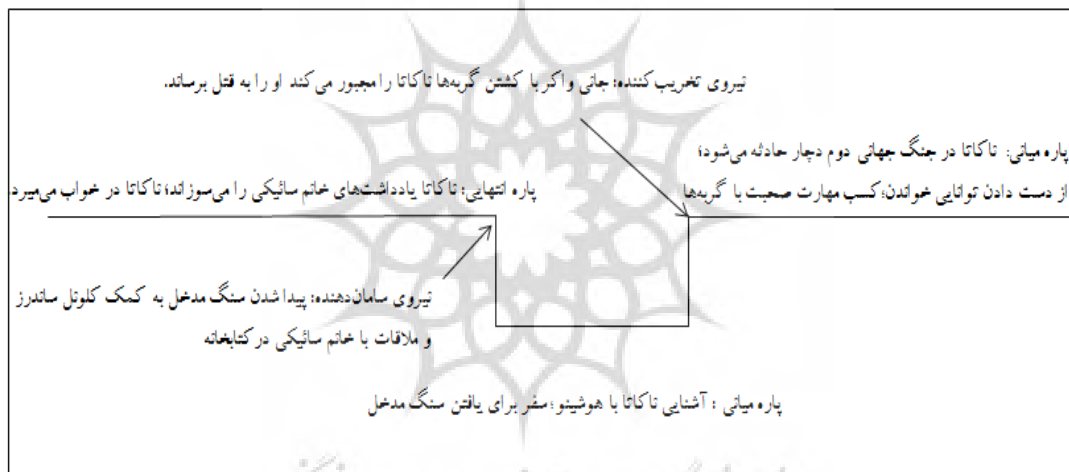 نیروی تخریب‌کننده: جانی واکر با کشتن گربه‌ها ناکاتا را مجبور می‌کند او را به قتل برساند.
پاره میانی: ناکاتا در جنگ جهانی دوم دچار حادثه می‌شود؛
از دست دادن توانایی خواندن؛ کسب مهارت صحبت با گربه‌ها
پاره انتهایی: ناکاتا یادداشت‌های خانم سائیکی را می‌سوزاند؛ ناکاتا در خواب می‌میرد.
نیروی سامان‌دهنده: پیدا شدن سنگ مدخل به کمک کلوتل ساندرز
و ملاقات با خانم سائیکی در کتابخانه
پاره میانی : آشنایی ناکاتا با هوشینو؛ سفر برای یافتن سنگ مدخل